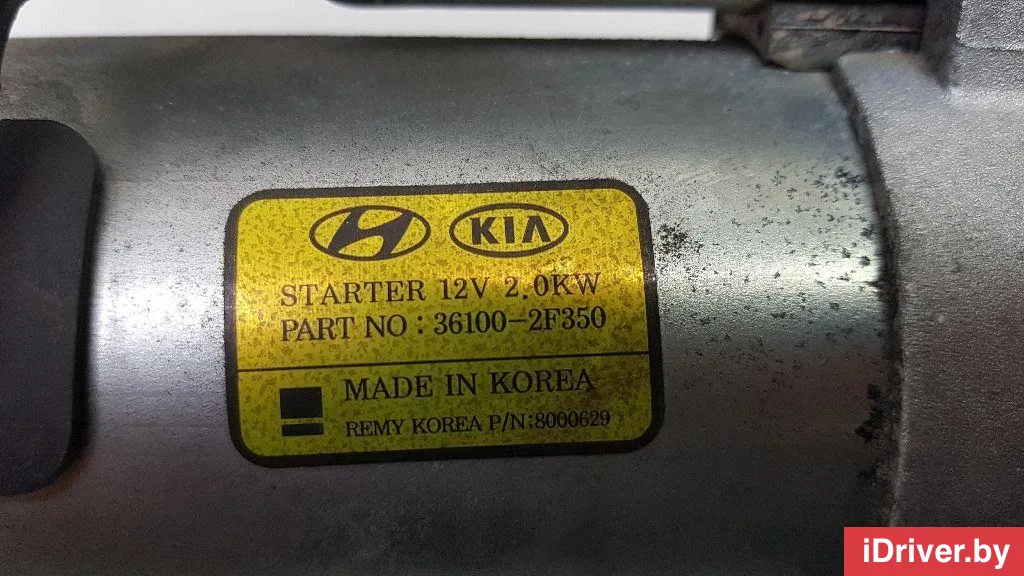 KIA
STARTER 12V 2.0KW
PART NO : 36100-2F350
MADE IN KOREA
REMY KOREA P/N:8000629
iDriver.by